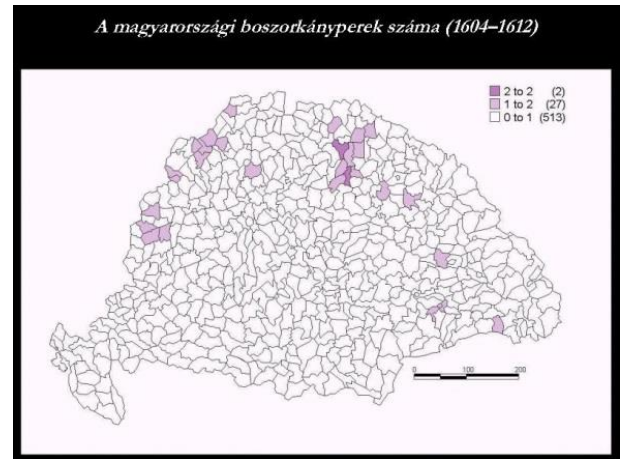 A magyarországi boszorkányperek száma (1604–1612)
2 to 2 (2)
1 to 2 (27)
0 to 1 (513)
0 100 200